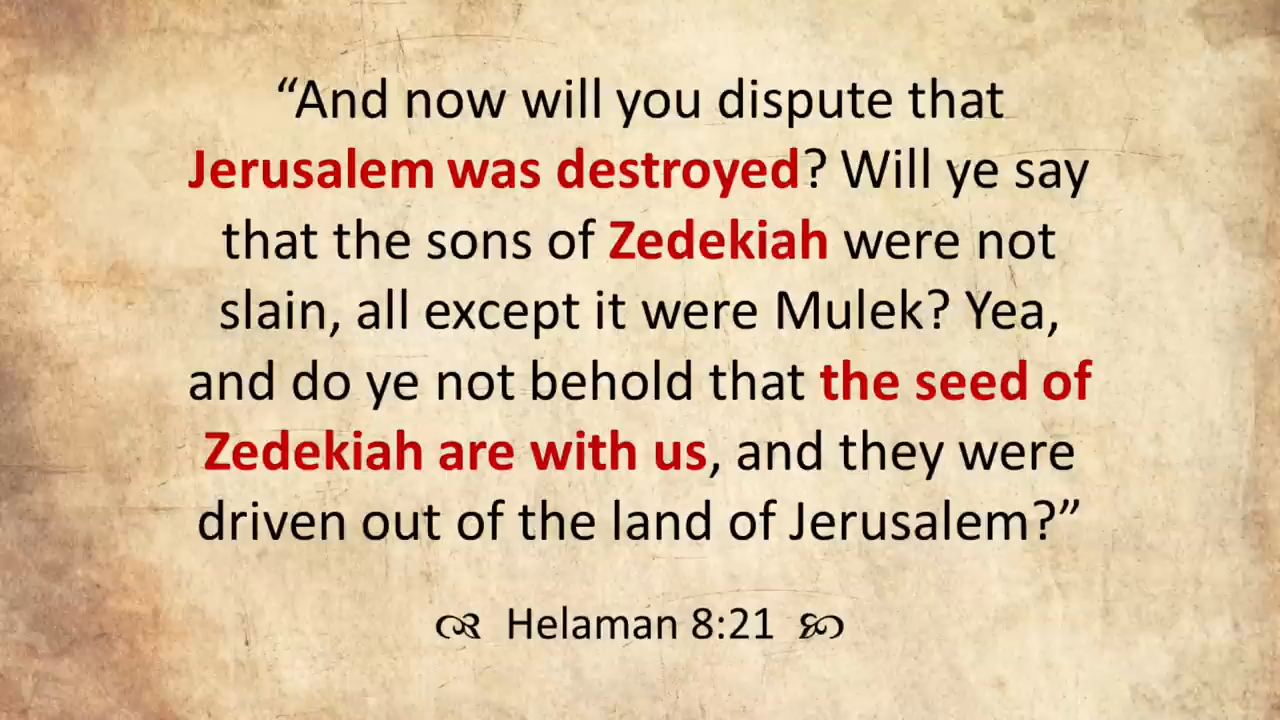 “And now will you dispute that
Jerusalem was destroyed? Will ye say
that the sons of Zedekiah were not
slain, all except it were Mulek? Yea,
and do ye not behold that the seed of
Zedekiah are with us, and they were
driven out of the land of Jerusalem?”
Helaman 8:21